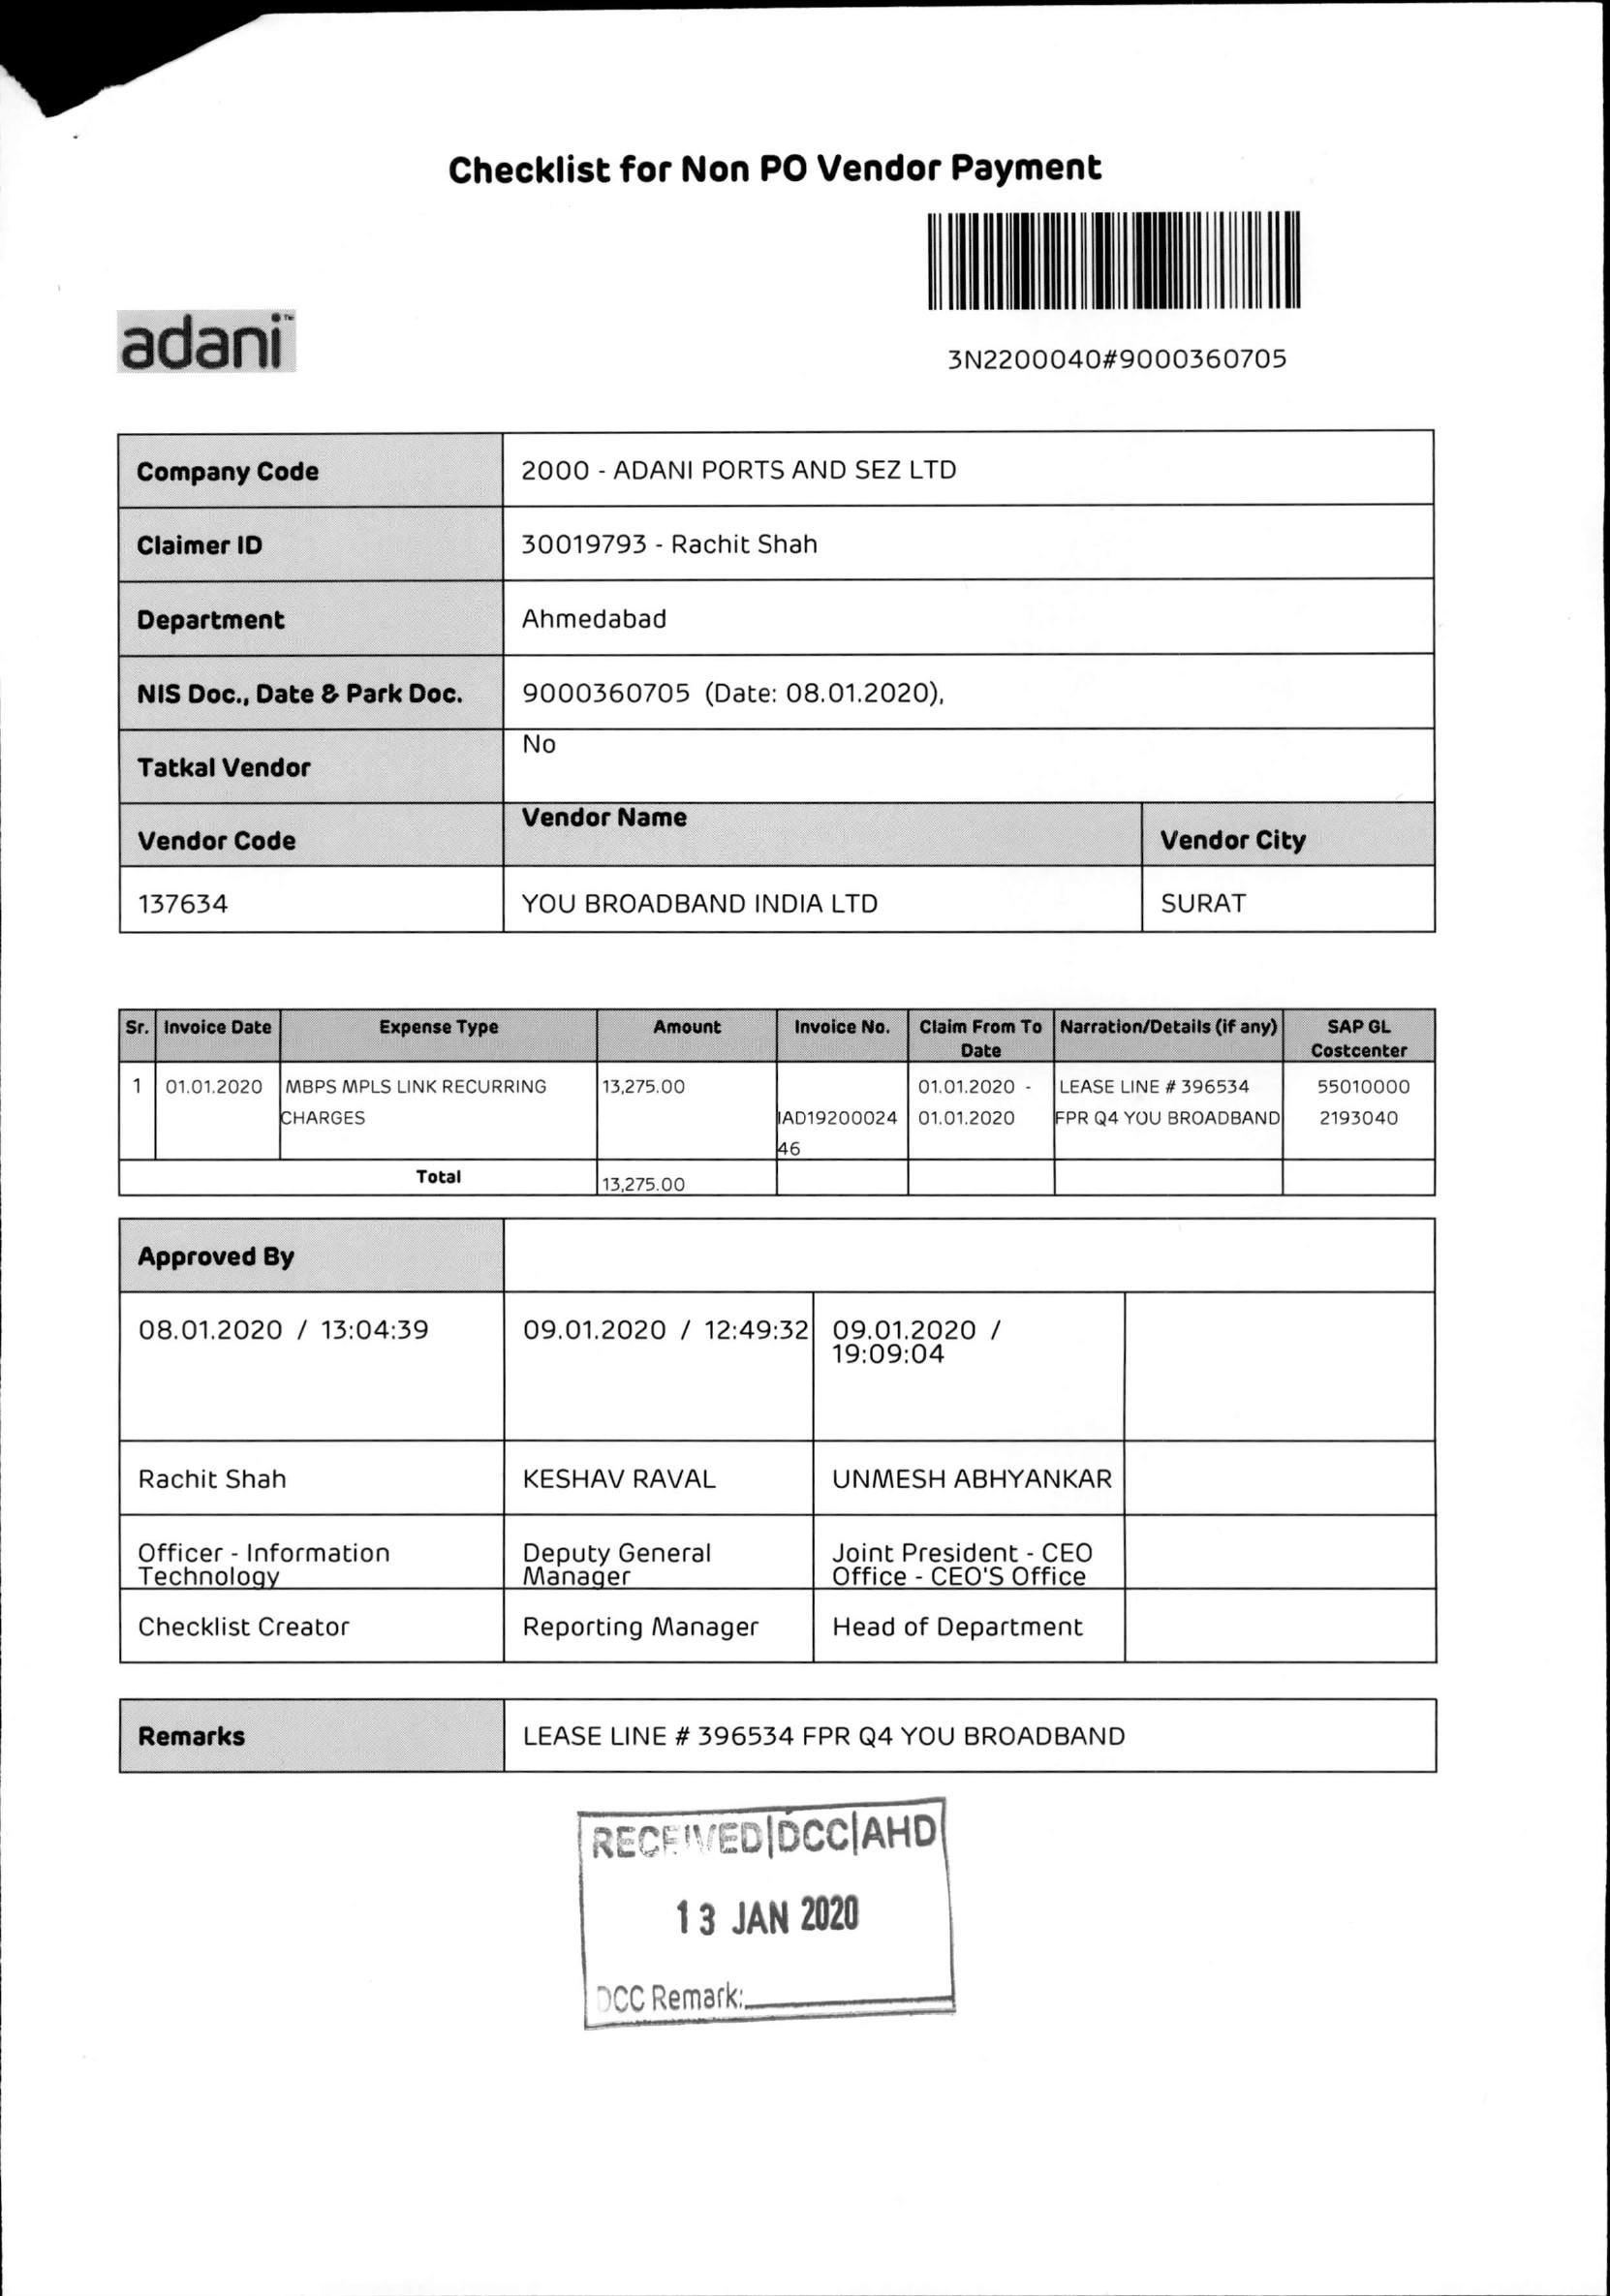 Checklist for Non PO Vendor Payment
adani™
3N2200040#9000360705
Company Code 2000 - ADANI PORTS AND SEZ LTD
Claimer ID 30019793 - Rachit Shah
Department Ahmedabad
NIS Doc., Date & Park Doc. 9000360705 (Date: 08.01.2020),
Tatkal Vendor No
Vendor Code Vendor Name Vendor City
137634 YOU BROADBAND INDIA LTD SURAT
Sr. Invoice Date Expense Type Amount Invoice No. Claim From To Narration/Details (if any) SAP GL
Date Costcenter
1 01.01.2020 MBPS MPLS LINK RECURRING 13,275.00 01.01.2020 - LEASE LINE # 396534 55010000
CHARGES IAD19200024 01.01.2020 FPR Q4 YOU BROADBAND 2193040
46
Total 13,275.00
Approved By
08.01.2020 / 13:04:39 09.01.2020 / 12:49:32 09.01.2020 /
19:09:04
Rachit Shah KESHAV RAVAL UNMESH ABHYANKAR
Officer - Information Deputy General Joint President - CEO
Technology Manager Office - CEO'S Office
Checklist Creator Reporting Manager Head of Department
Remarks LEASE LINE # 396534 FPR Q4 YOU BROADBAND
RECEIVED|DCC|AHD
13 JAN 2020
DCC Remark: